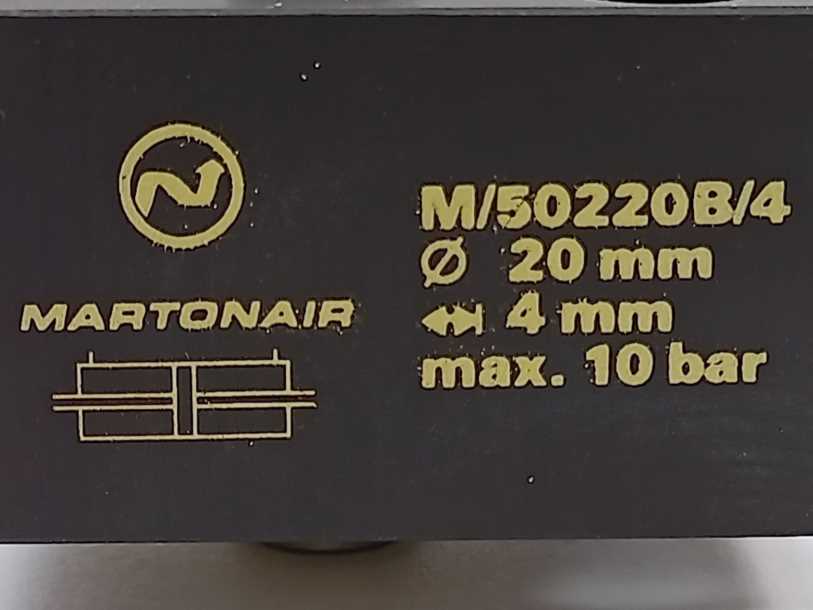 MARTONAIR
M/50220B/4
Ø 20 mm
4 mm
max. 10 bar